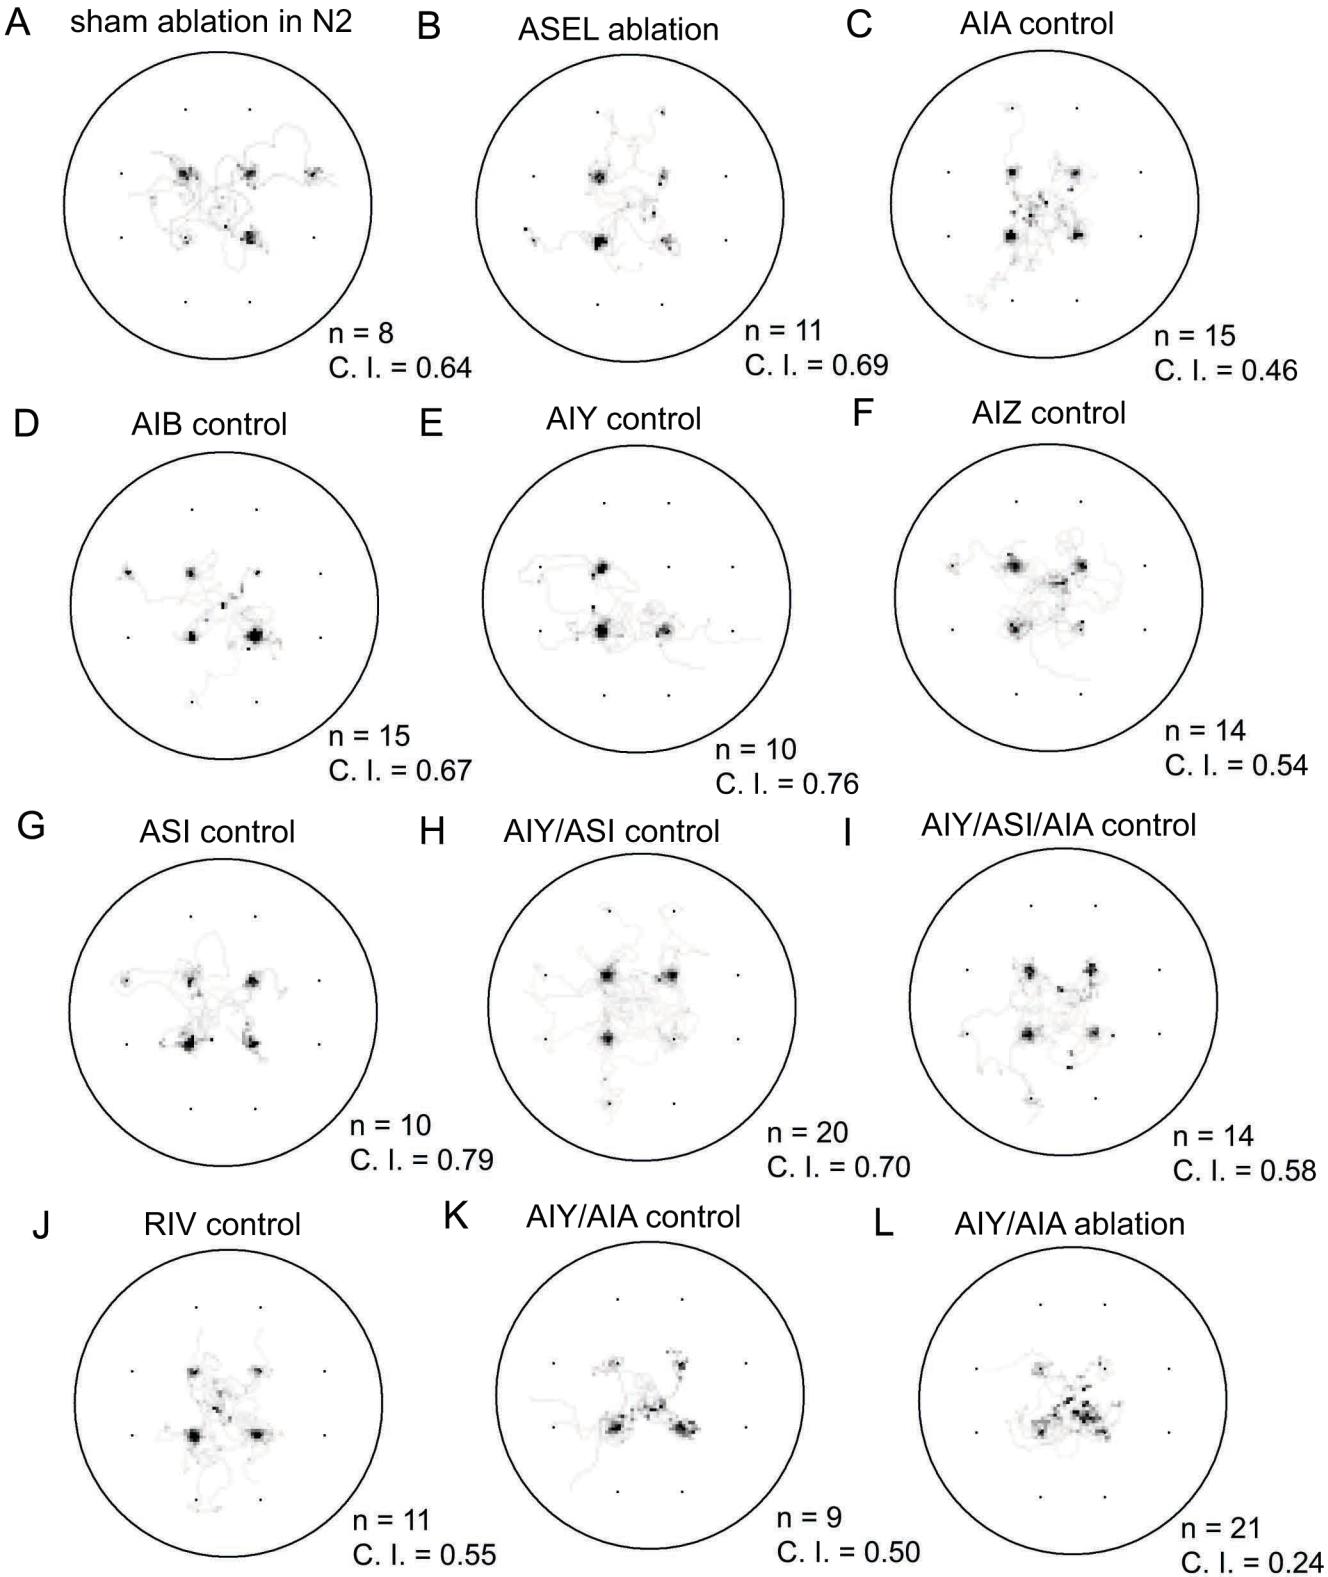 A sham ablation in N2
n = 8
C. I. = 0.64
B ASEL ablation
n = 11
C. I. = 0.69
C AIA control
n = 15
C. I. = 0.46
D AIB control
n = 15
C. I. = 0.67
E AIY control
n = 10
C. I. = 0.76
F AIZ control
n = 14
C. I. = 0.54
G ASI control
n = 10
C. I. = 0.79
H AIY/ASI control
n = 20
C. I. = 0.70
I AIY/ASI/AIA control
n = 14
C. I. = 0.58
J RIV control
n = 11
C. I. = 0.55
K AIY/AIA control
n = 9
C. I. = 0.50
L AIY/AIA ablation
n = 21
C. I. = 0.24